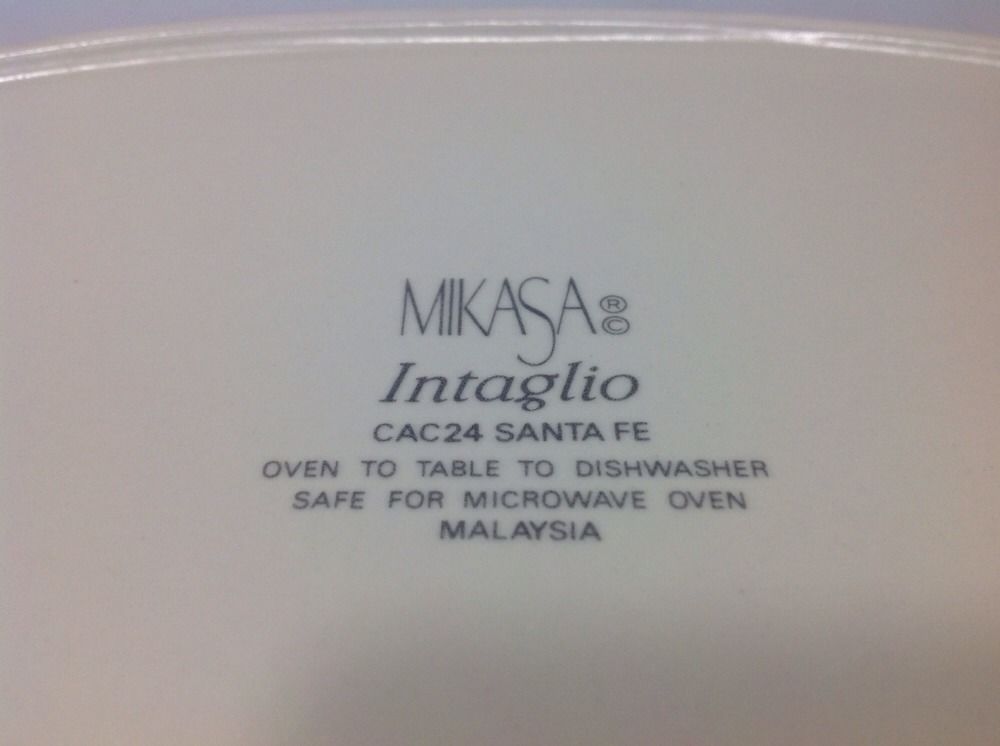 MIKASA®©
Intaglio
CAC24 SANTA FE
OVEN TO TABLE TO DISHWASHER
SAFE FOR MICROWAVE OVEN
MALAYSIA